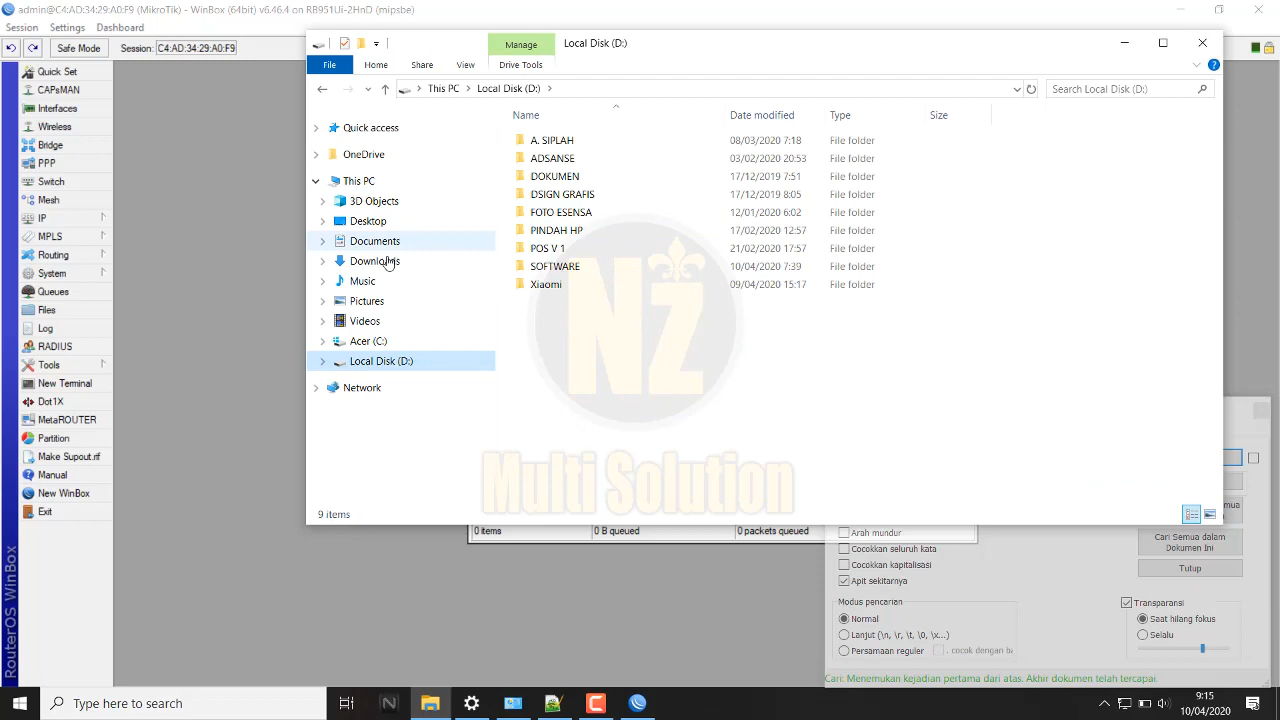 admin@C4:AD:34:29:A0:F9 (MikroTik) - WinBox (64bit) v6.46.4 on RB951Ui-2HnD (mipsbe)
Session Settings Dashboard
Safe Mode Session: C4:AD:34:29:A0:F9
Manage Local Disk (D:)
File Home Share View Drive Tools
This PC > Local Disk (D:) >
Search Local Disk (D:)
Quick Set
CAPsMAN
Interfaces
Wireless
Bridge
PPP
Switch
Mesh
IP
MPLS
Routing
System
Queues
Files
Log
RADIUS
Tools
New Terminal
Dot1X
MetaROUTER
Partition
Make Supout.rif
Manual
New WinBox
Exit
RouterOS WinBox
Quick access
OneDrive
This PC
3D Objects
Desktop
Documents
Downloads
Music
Pictures
Videos
Acer (C:)
Local Disk (D:)
Network
Name Date modified Type Size
A. SIPLAH 08/03/2020 7:18 File folder
ADSANSE 03/02/2020 20:53 File folder
DOKUMEN 17/12/2019 7:51 File folder
DSIGN GRAFIS 17/12/2019 8:05 File folder
FOTO ESENSA 12/01/2020 6:02 File folder
PINDAH HP 17/02/2020 12:57 File folder
POS V 1 21/02/2020 17:57 File folder
SOFTWARE 10/04/2020 7:39 File folder
Xiaomi 09/04/2020 15:17 File folder
NZ
Multi Solution
9 items
0 items 0 B queued 0 packets queued
mua
Arah mundur
Cocokkan seluruh kata
Cocokkan kapitalisasi
Apit sekitarnya
Cari Semua dalam
Dokumen Ini
Tutup
Modus pencarian
Normal
Lanjut (\n, \r, \t, \0, \x...)
Persamaan reguler . cocok dengan ba
Transparansi
Saat hilang fokus
Selalu
Cari: Menemukan kejadian pertama dari atas. Akhir dokumen telah tercapai.
Type here to search
9:15
10/04/2020